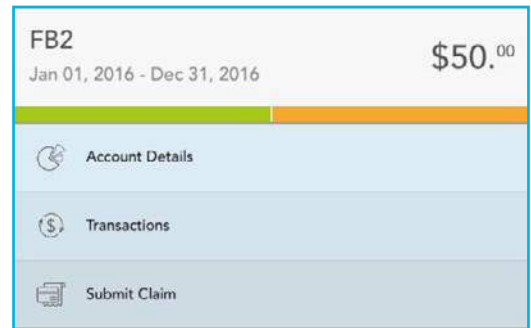 FB2
$50.00
Jan 01, 2016 - Dec 31, 2016
Account Details
Transactions
Submit Claim